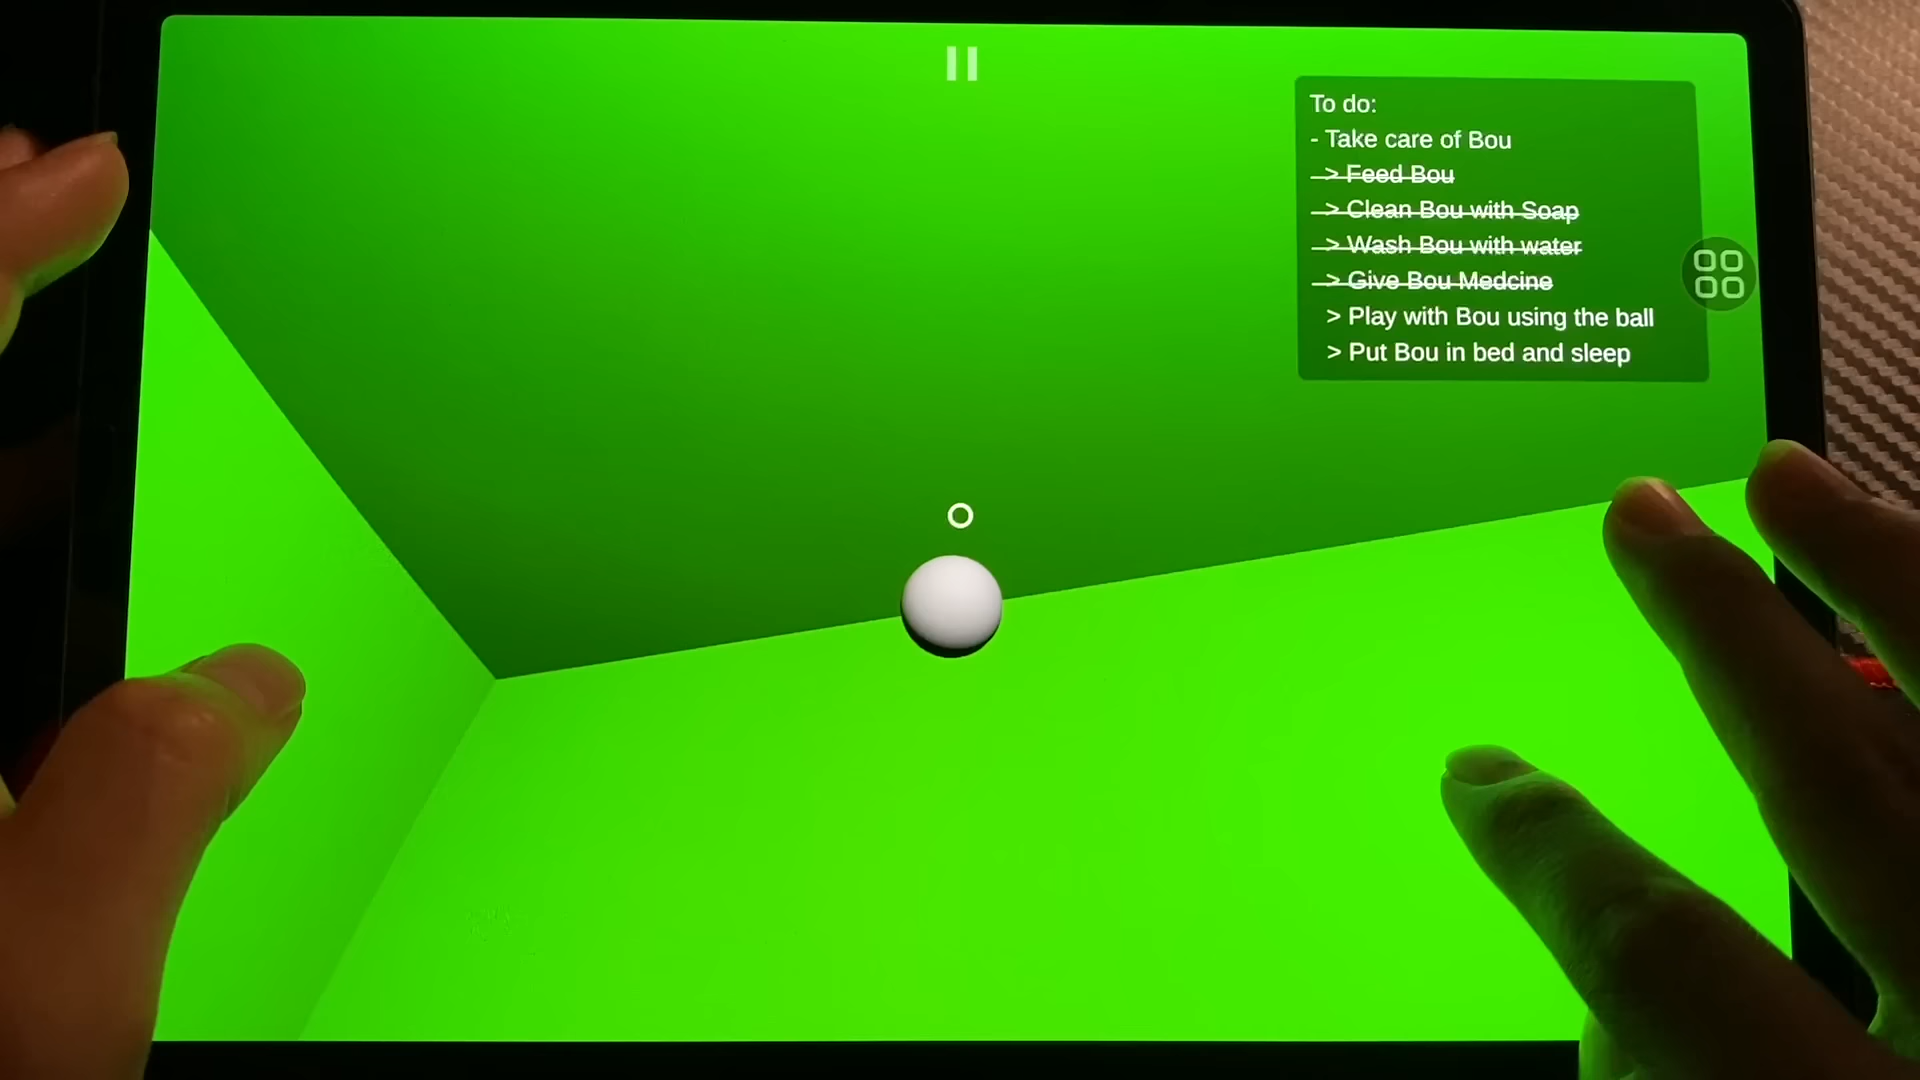 To do:
- Take care of Bou
> Feed Bou
> Clean Bou with Soap
> Wash Bou with water
> Give Bou Medcine
> Play with Bou using the ball
> Put Bou in bed and sleep